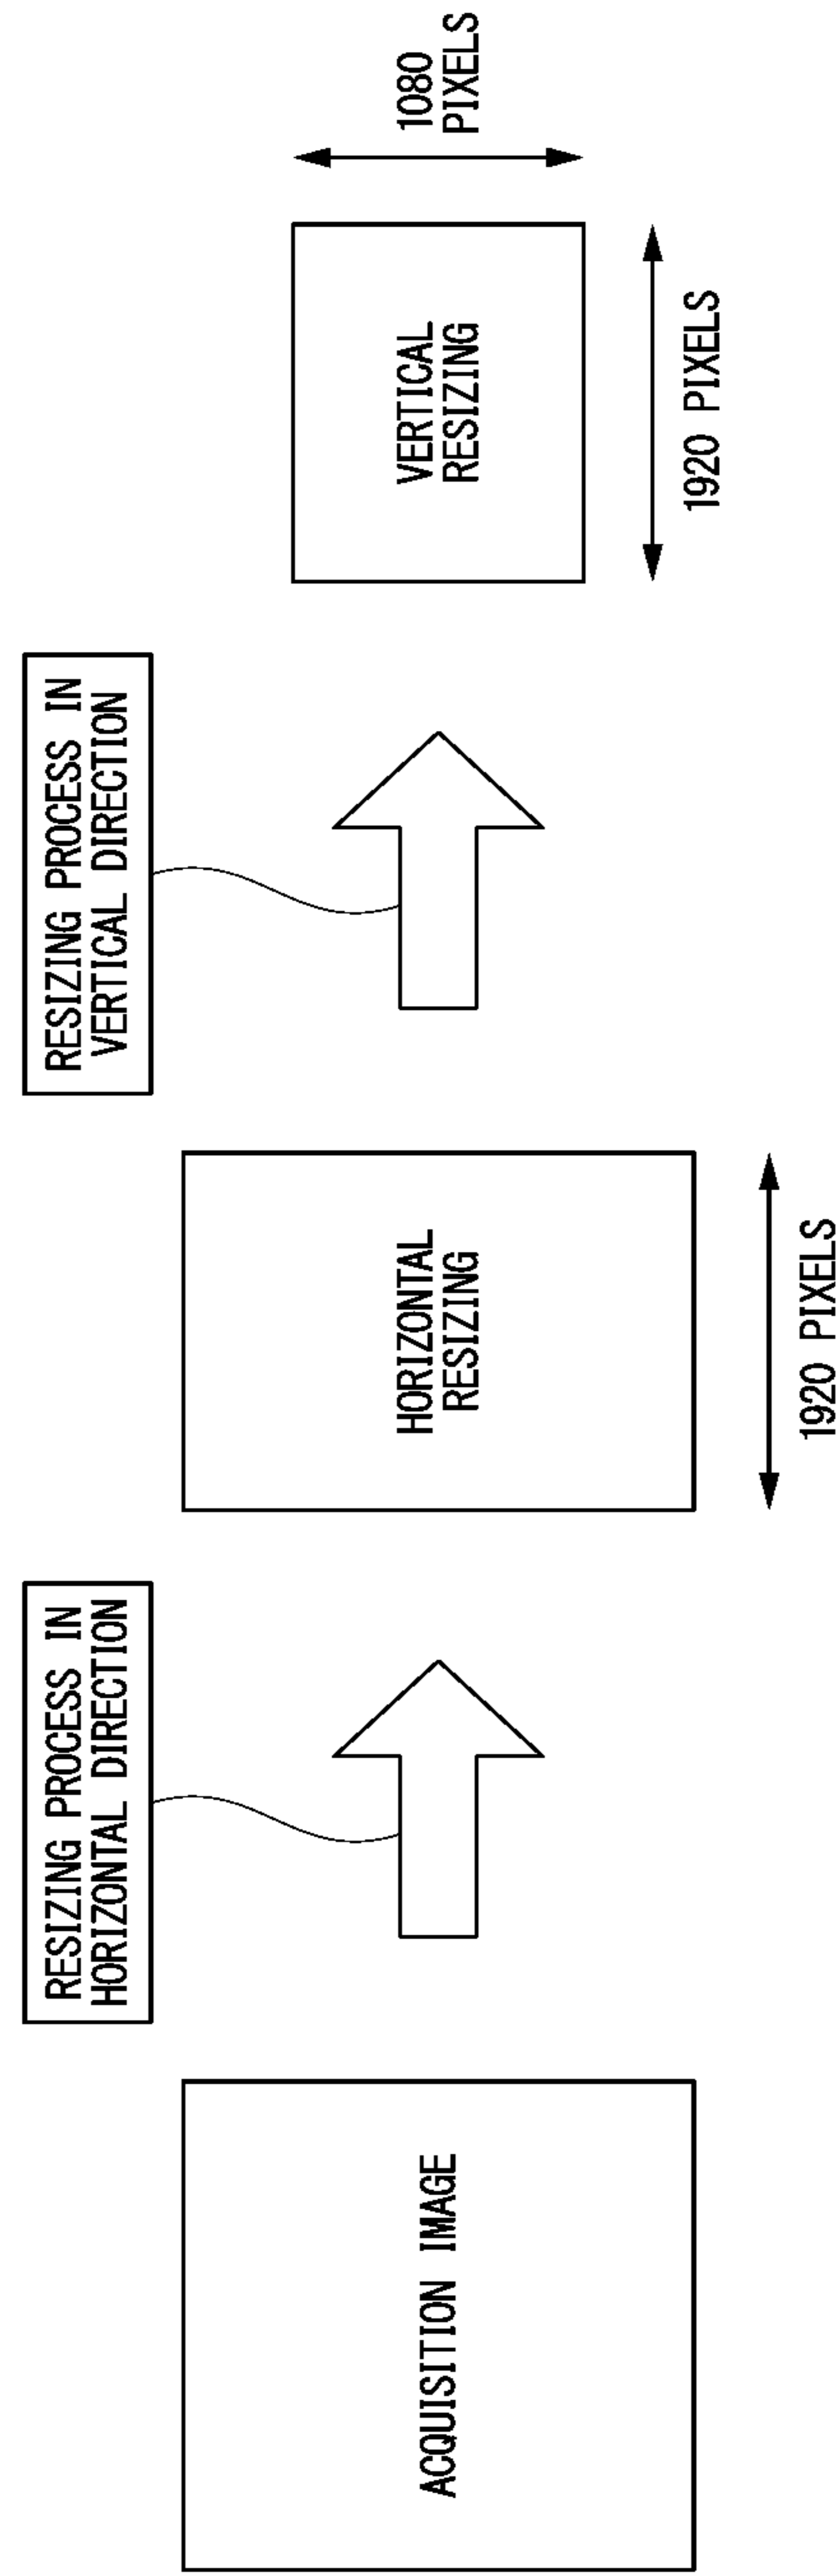 ACQUISITION IMAGE
RESIZING PROCESS IN
HORIZONTAL DIRECTION
HORIZONTAL
RESIZING
1920 PIXELS
RESIZING PROCESS IN
VERTICAL DIRECTION
VERTICAL
RESIZING
1920 PIXELS
1080
PIXELS